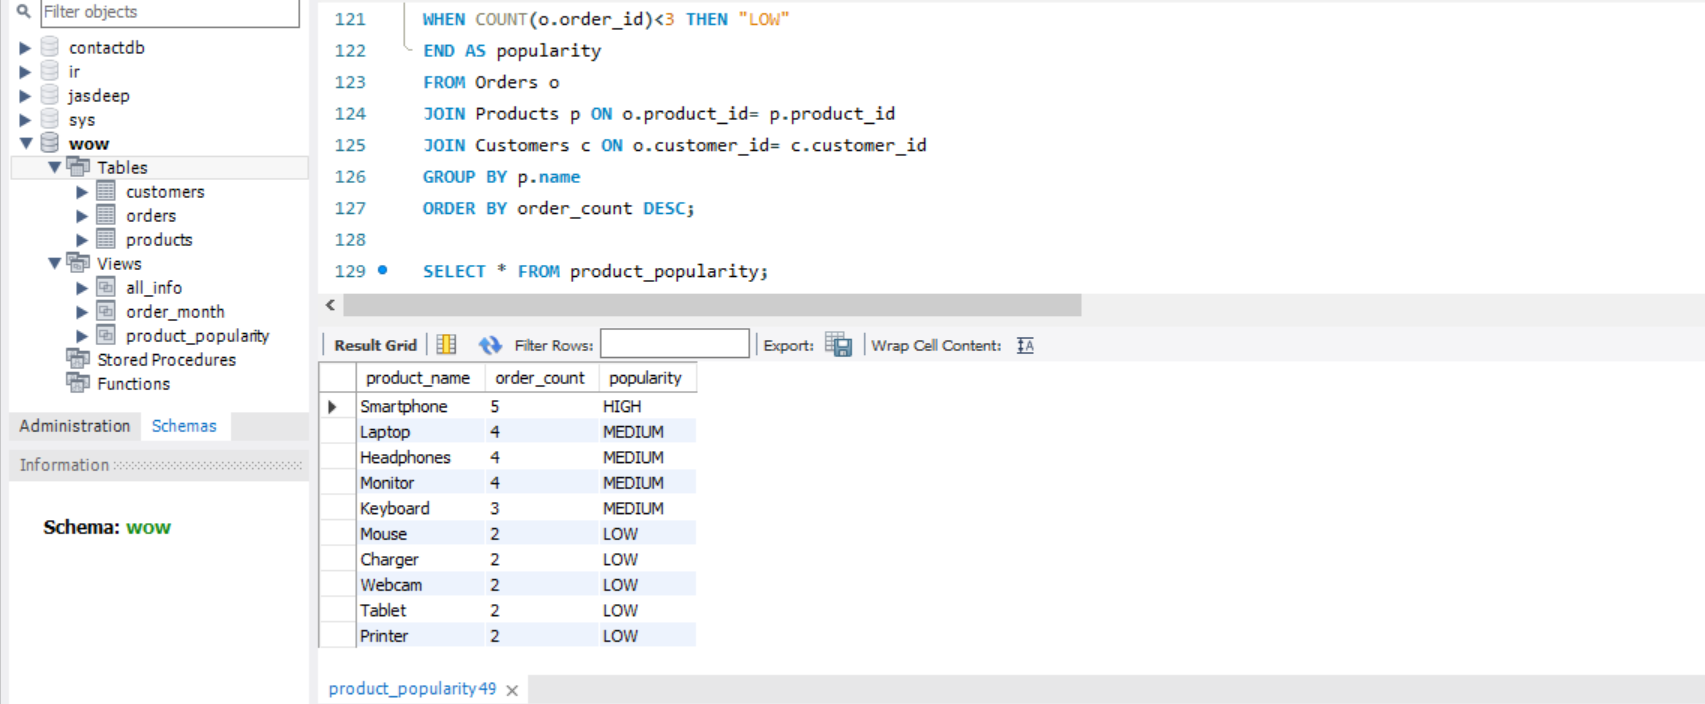 Filter objects
contactdb
ir
jasdeep
sys
wow
Tables
customers
orders
products
Views
all_info
order_month
product_popularity
Stored Procedures
Functions
Administration Schemas
Information
Schema: wow
121 WHEN COUNT(o.order_id)<3 THEN "LOW"
122 END AS popularity
123 FROM Orders o
124 JOIN Products p ON o.product_id= p.product_id
125 JOIN Customers c ON o.customer_id= c.customer_id
126 GROUP BY p.name
127 ORDER BY order_count DESC;
128
129 SELECT * FROM product_popularity;
Result Grid Filter Rows: Export: Wrap Cell Content: IA
product_name order_count popularity
Smartphone 5 HIGH
Laptop 4 MEDIUM
Headphones 4 MEDIUM
Monitor 4 MEDIUM
Keyboard 3 MEDIUM
Mouse 2 LOW
Charger 2 LOW
Webcam 2 LOW
Tablet 2 LOW
Printer 2 LOW
product_popularity 49